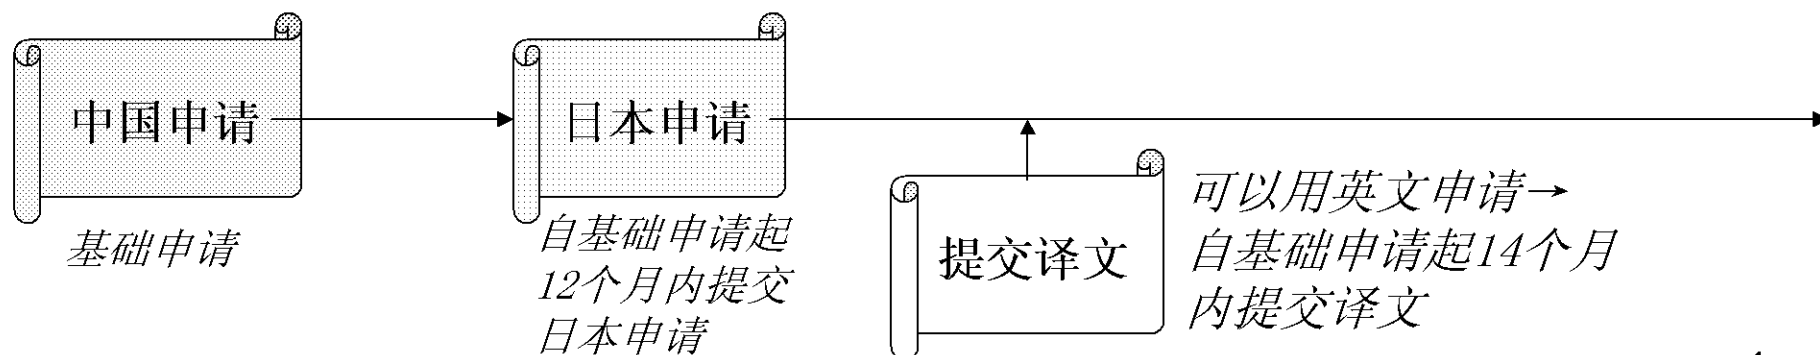 中国申请
基础申请
日本申请
自基础申请起
12个月内提交
日本申请
提交译文
可以用英文申请→
自基础申请起14个月
内提交译文